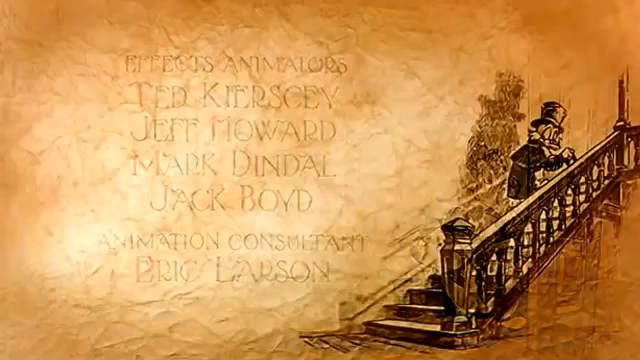 EFFECTS ANIMATORS
TED KIERSCEY
JEFF HOWARD
MARK DINDAL
JACK BOYD
ANIMATION CONSULTANT
ERIC LARSON